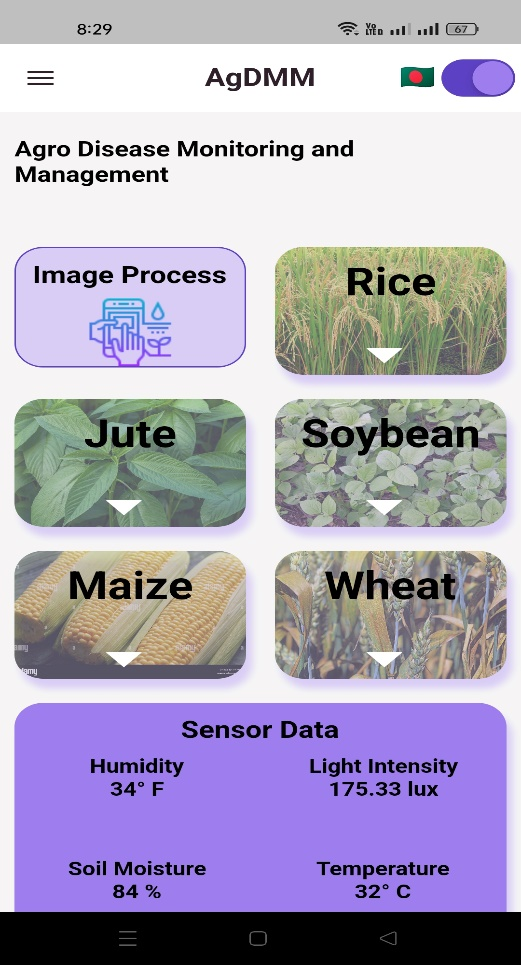 8:29
Vo
LTE D
67
AgDMM
Agro Disease Monitoring and
Management
Image Process
Rice
Jute
Soybean
Maize
Wheat
alamy
Sensor Data
Humidity
34° F
Light Intensity
175.33 lux
Soil Moisture
84 %
Temperature
32° C